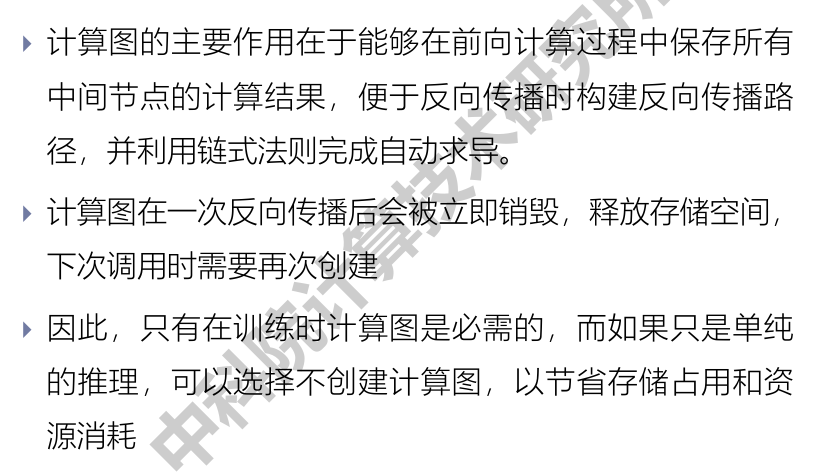 计算图的主要作用在于能够在前向计算过程中保存所有
中间节点的计算结果，便于反向传播时构建反向传播路
径，并利用链式法则完成自动求导。
计算图在一次反向传播后会被立即销毁，释放存储空间，
下次调用时需要再次创建
因此，只有在训练时计算图是必需的，而如果只是单纯
的推理，可以选择不创建计算图，以节省存储占用和资
源消耗
中科院计算技术研究所